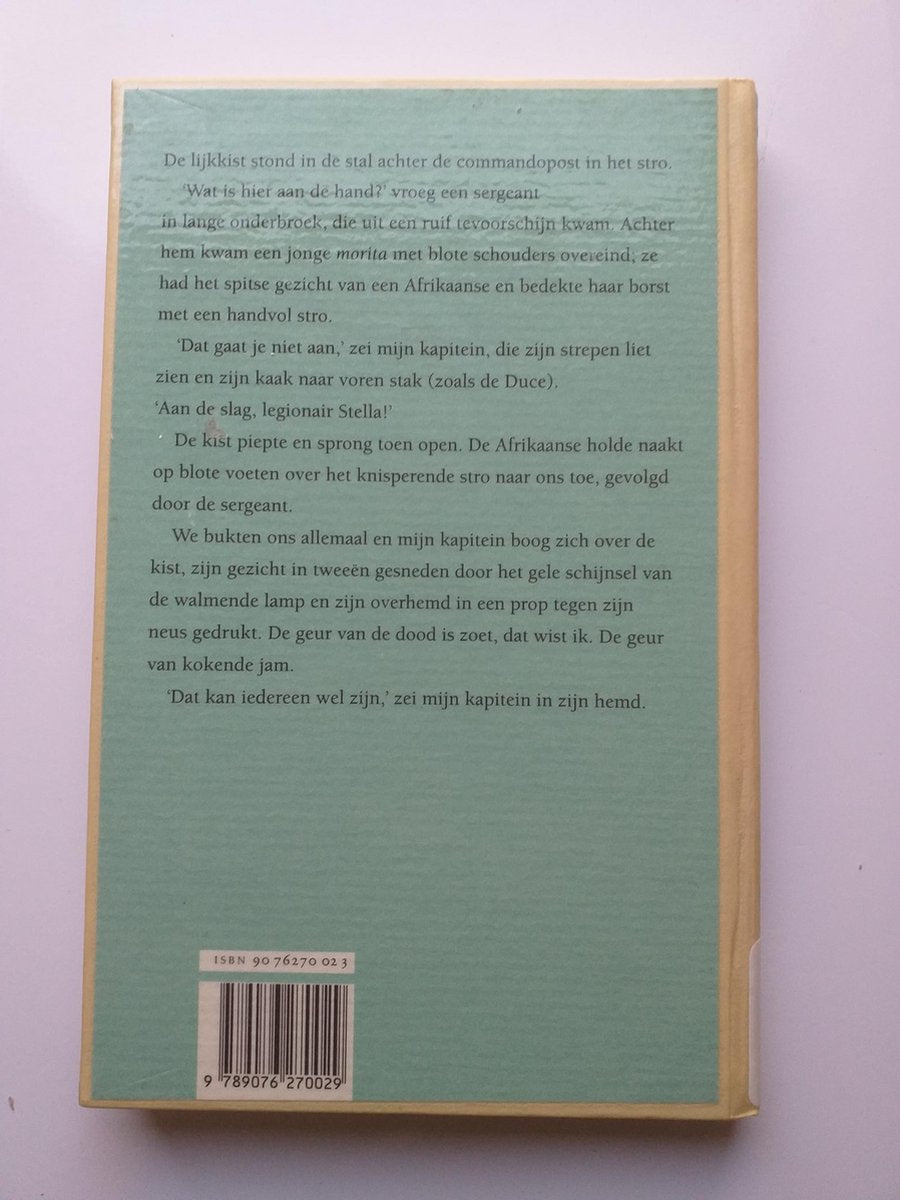 De lijkkist stond in de stal achter de commandopost in het stro.
‘Wat is hier aan de hand?’ vroeg een sergeant
in lange onderbroek, die uit een ruif tevoorschijn kwam. Achter
hem kwam een jonge morita met blote schouders overeind; ze
had het spitse gezicht van een Afrikaanse en bedekte haar borst
met een handvol stro.
‘Dat gaat je niet aan,’ zei mijn kapitein, die zijn strepen liet
zien en zijn kaak naar voren stak (zoals de Duce).
‘Aan de slag, legionair Stella!’
De kist piepte en sprong toen open. De Afrikaanse holde naakt
op blote voeten over het knisperende stro naar ons toe, gevolgd
door de sergeant.
We bukten ons allemaal en mijn kapitein boog zich over de
kist, zijn gezicht in tweeën gesneden door het gele schijnsel van
de walmende lamp en zijn overhemd in een prop tegen zijn
neus gedrukt. De geur van de dood is zoet, dat wist ik. De geur
van kokende jam.
‘Dat kan iedereen wel zijn,’ zei mijn kapitein in zijn hemd.
ISBN 90 76270 02 3
9 789076 270029